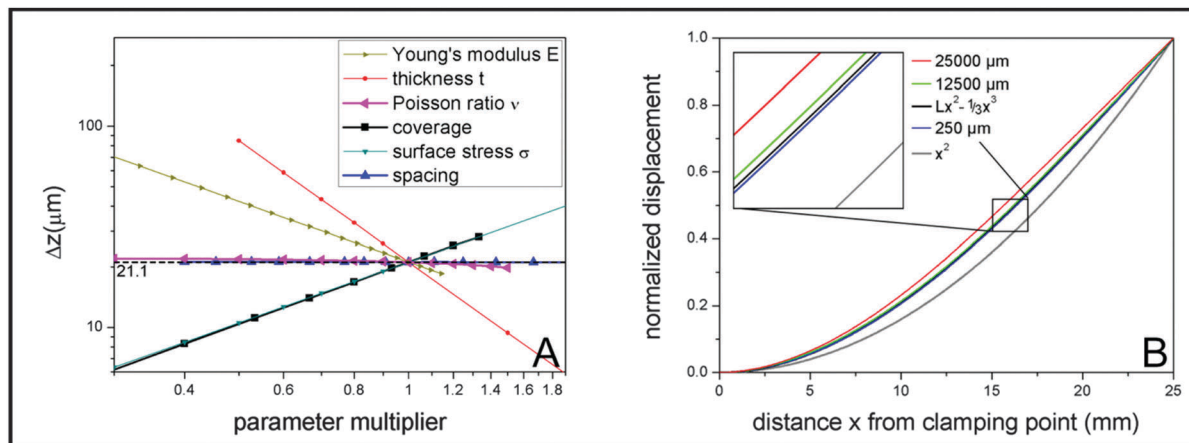 Δz(μm)
100
10
21.1
Young's modulus E
thickness t
Poisson ratio ν
coverage
surface stress σ
spacing
A
0.4 0.6 0.8 1 1.2 1.4 1.6 1.8
parameter multiplier
normalized displacement
1.0
0.8
0.6
0.4
0.2
0.0
25000 μm
12500 μm
Lx²-⅓x³
250 μm
x²
B
0 5 10 15 20 25
distance x from clamping point (mm)